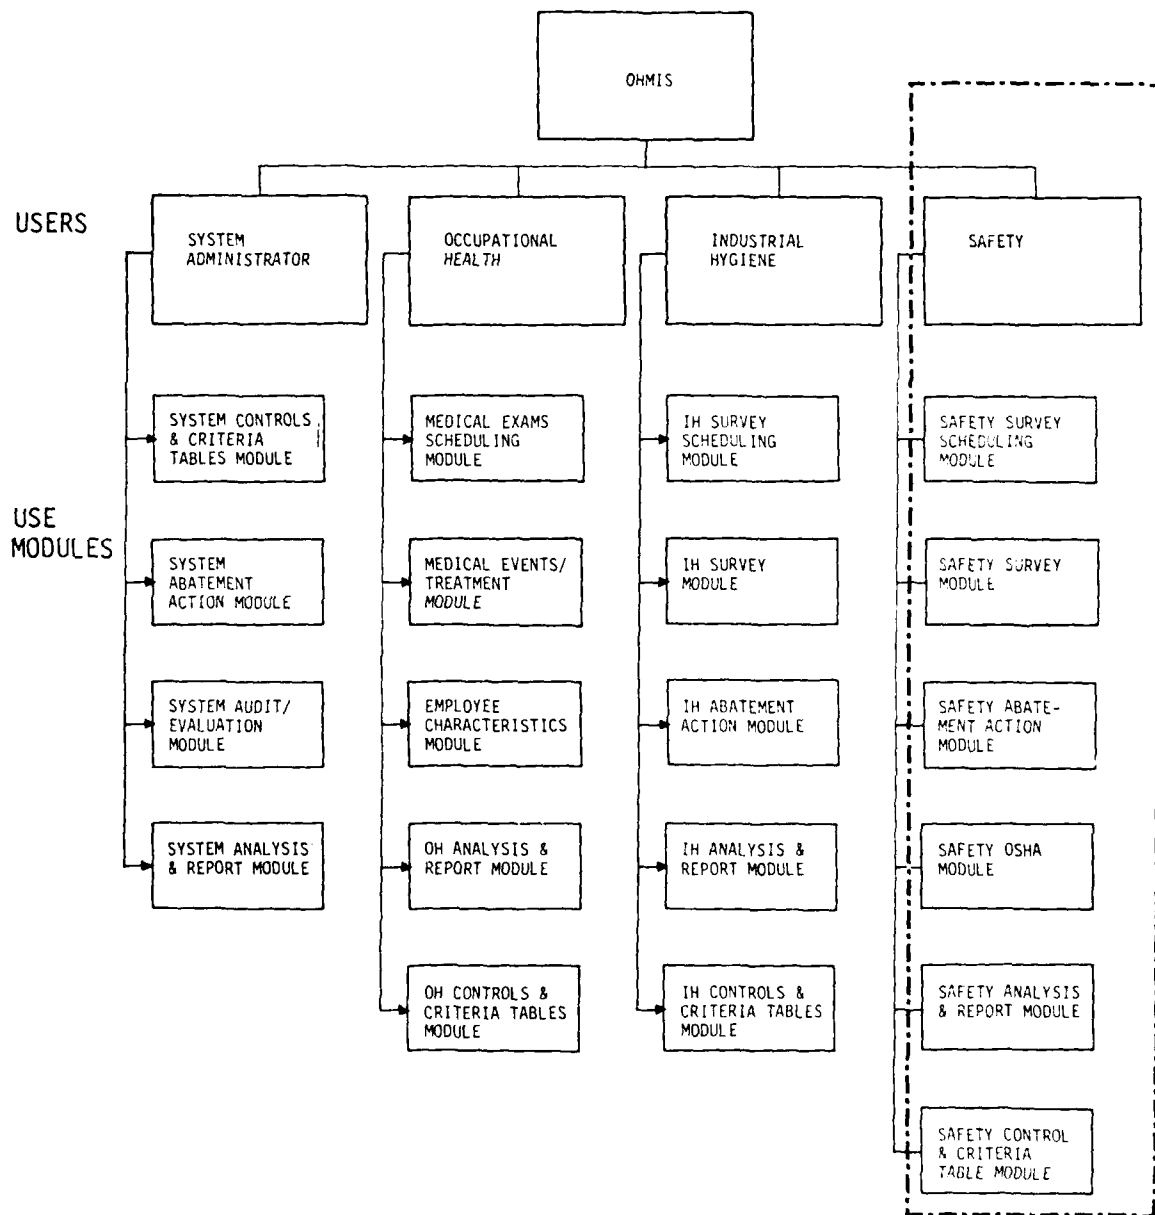 OHMIS
USERS
SYSTEM
ADMINISTRATOR
OCCUPATIONAL
HEALTH
INDUSTRIAL
HYGIENE
SAFETY
USE
MODULES
SYSTEM CONTROLS
& CRITERIA
TABLES MODULE
SYSTEM
ABATEMENT
ACTION MODULE
SYSTEM AUDIT/
EVALUATION
MODULE
SYSTEM ANALYSIS
& REPORT MODULE
MEDICAL EXAMS
SCHEDULING
MODULE
MEDICAL EVENTS/
TREATMENT
MODULE
EMPLOYEE
CHARACTERISTICS
MODULE
OH ANALYSIS &
REPORT MODULE
OH CONTROLS &
CRITERIA TABLES
MODULE
IH SURVEY
SCHEDULING
MODULE
IH SURVEY
MODULE
IH ABATEMENT
ACTION MODULE
IH ANALYSIS &
REPORT MODULE
IH CONTROLS &
CRITERIA TABLES
MODULE
SAFETY SURVEY
SCHEDULING
MODULE
SAFETY SURVEY
MODULE
SAFETY ABATE-
MENT ACTION
MODULE
SAFETY OSHA
MODULE
SAFETY ANALYSIS
& REPORT MODULE
SAFETY CONTROL
& CRITERIA
TABLE MODULE